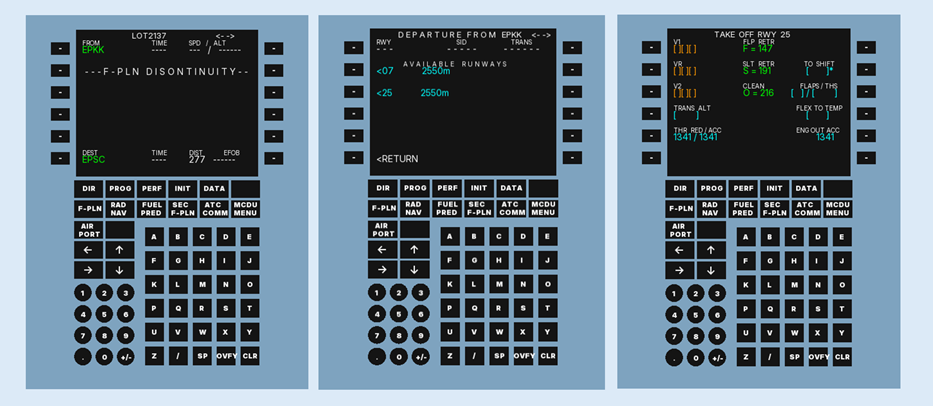 LOT2137 <-->
FROM TIME SPD / ALT
EPKK ---- --- / ------
---F-PLN DISONTINUITY--
DEST TIME DIST EFOB
EPSC ---- 277 ------
DIR PROG PERF INIT DATA
F-PLN RAD NAV FUEL PRED SEC F-PLN ATC COMM MCDU MENU
AIR PORT
← ↑
→ ↓
A B C D E
F G H I J
K L M N O
P Q R S T
U V W X Y
Z / SP OVFY CLR
1 2 3
4 5 6
7 8 9
. 0 +/-
DEPARTURE FROM EPKK <-->
RWY SID TRANS
--- ----- -----
AVAILABLE RUNWAYS
<07 2550m
<25 2550m
<RETURN
DIR PROG PERF INIT DATA
F-PLN RAD NAV FUEL PRED SEC F-PLN ATC COMM MCDU MENU
AIR PORT
← ↑
→ ↓
A B C D E
F G H I J
K L M N O
P Q R S T
U V W X Y
Z / SP OVFY CLR
1 2 3
4 5 6
7 8 9
. 0 +/-
TAKE OFF RWY 25
V1 FLP RETR
[ ][ ][ ] F = 147
VR SLT RETR TO SHIFT
[ ][ ][ ] S = 191 [ ]*
V2 CLEAN FLAPS / THS
[ ][ ][ ] O = 216 [ ] / [ ]
TRANS ALT FLEX TO TEMP
[ ] [ ]
THR RED / ACC ENG OUT ACC
1341 / 1341 1341
DIR PROG PERF INIT DATA
F-PLN RAD NAV FUEL PRED SEC F-PLN ATC COMM MCDU MENU
AIR PORT
← ↑
→ ↓
A B C D E
F G H I J
K L M N O
P Q R S T
U V W X Y
Z / SP OVFY CLR
1 2 3
4 5 6
7 8 9
. 0 +/-